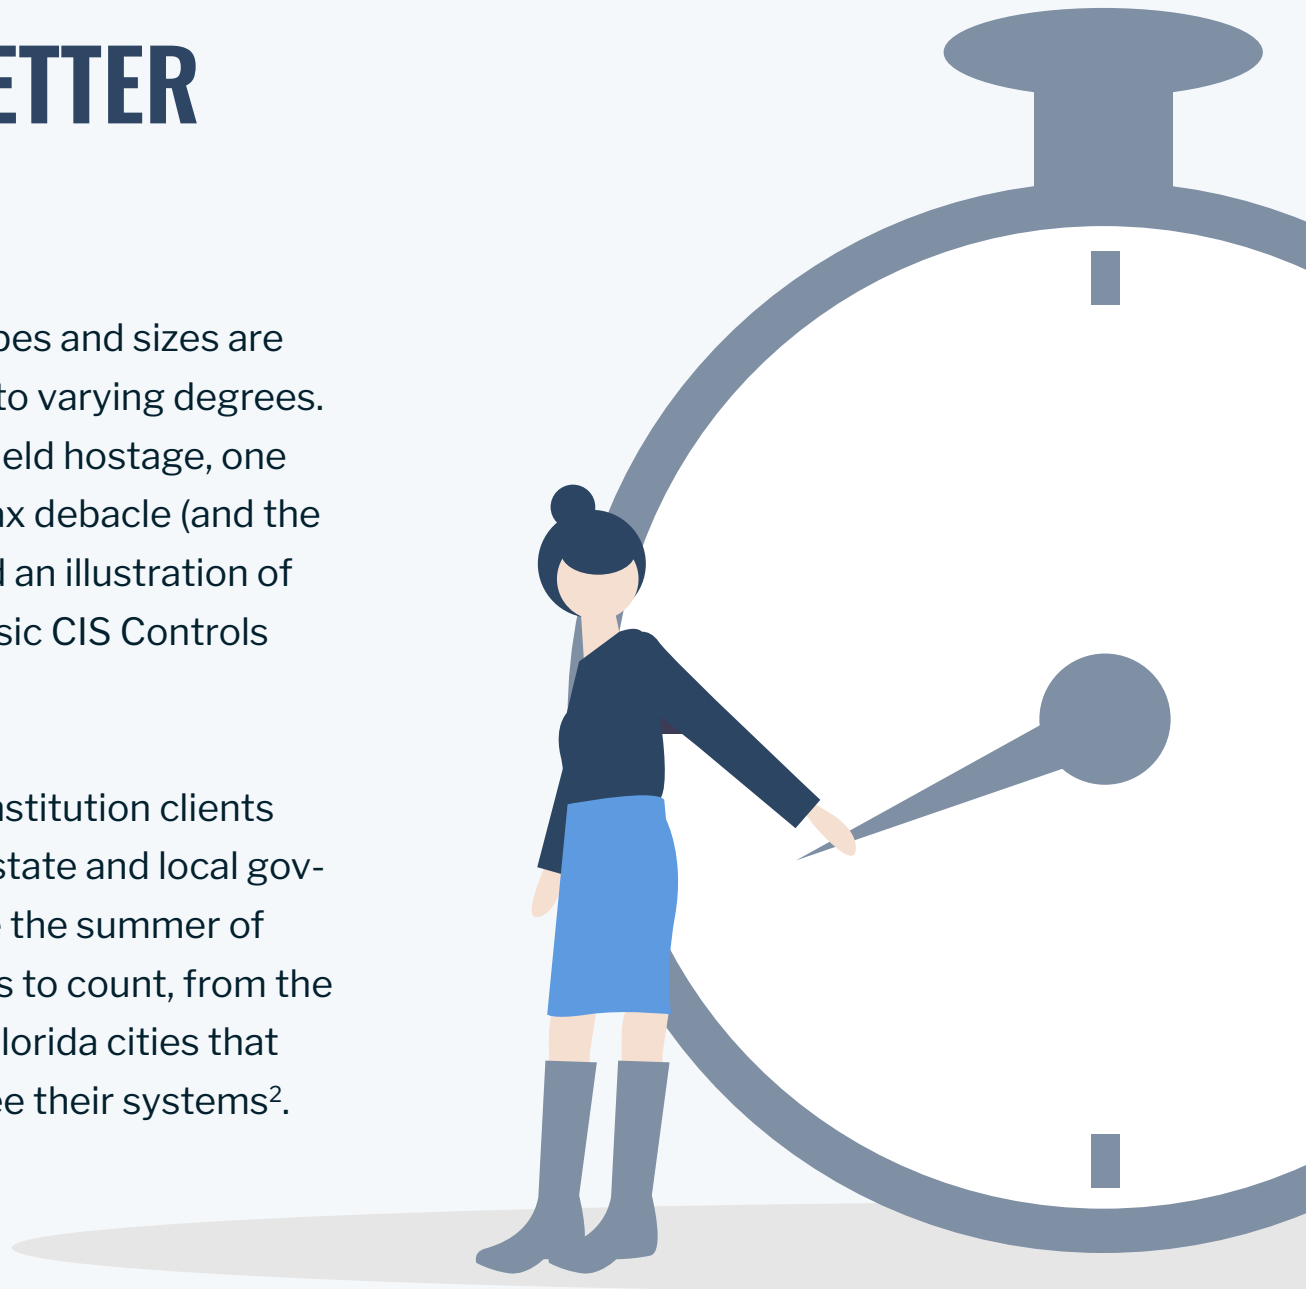 ETTER
pes and sizes are
to varying degrees.
eld hostage, one
ax debacle (and the
d an illustration of
sic CIS Controls
nstitution clients
state and local gov-
e the summer of
s to count, from the
lorida cities that
ee their systems².